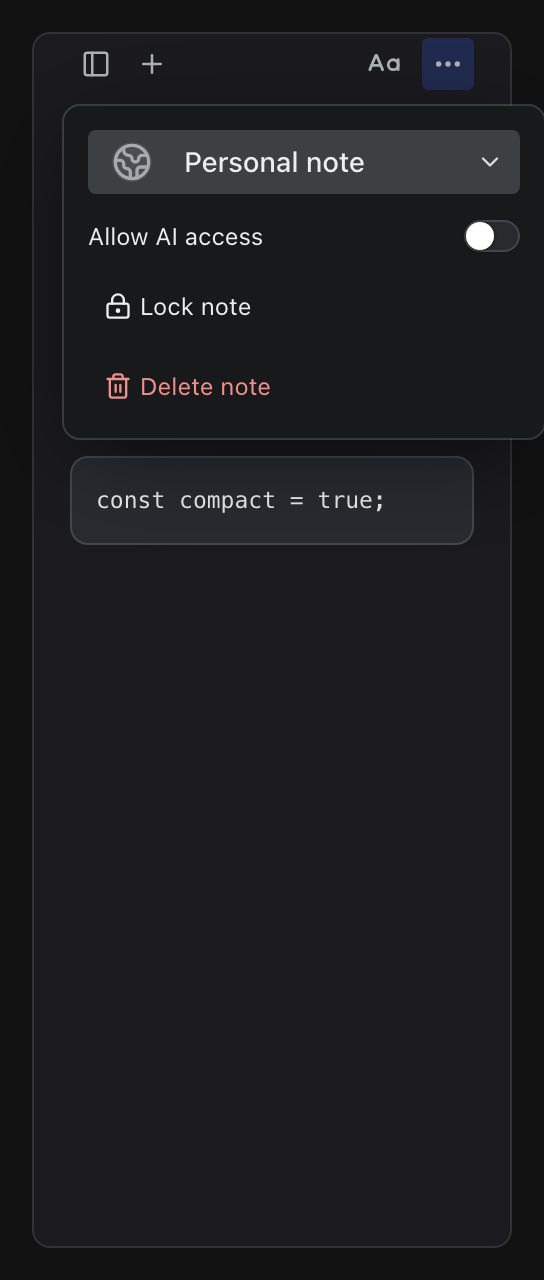 Aa
Personal note
Allow AI access
Lock note
Delete note
const compact = true;